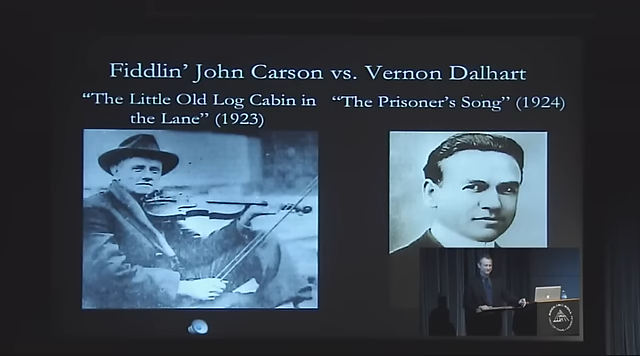 Fiddlin' John Carson vs. Vernon Dalhart
"The Little Old Log Cabin in
the Lane" (1923)
"The Prisoner's Song" (1924)